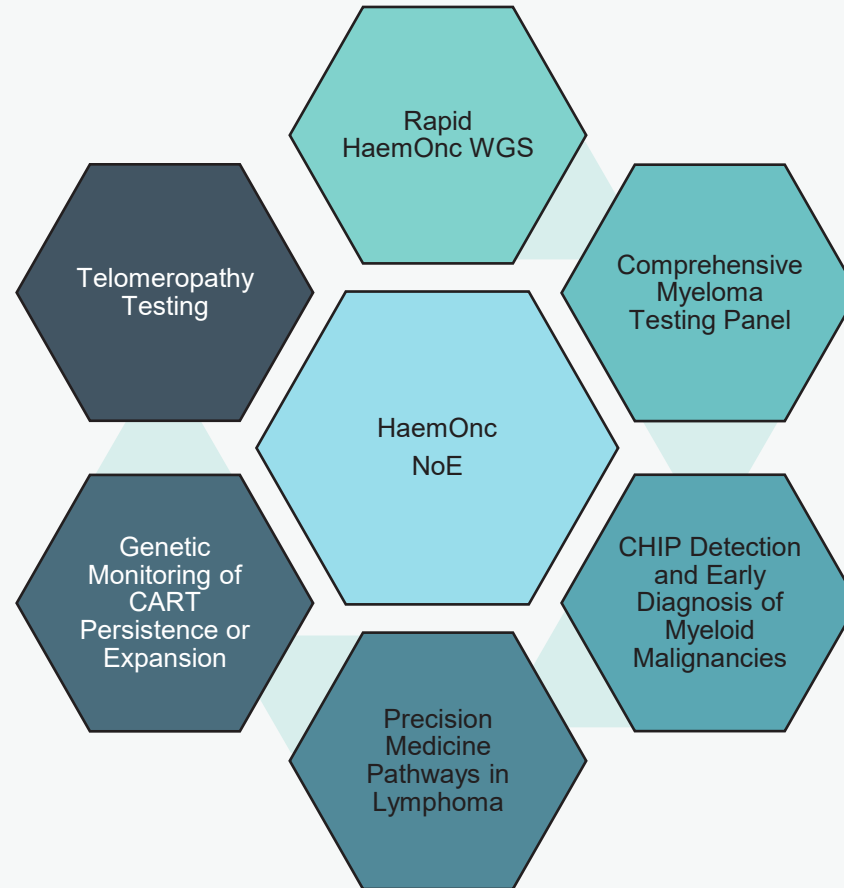 Rapid
HaemOnc WGS
Telomeropathy
Testing
Comprehensive
Myeloma
Testing Panel
HaemOnc
NoE
Genetic
Monitoring of
CART
Persistence or
Expansion
CHIP Detection
and Early
Diagnosis of
Myeloid
Malignancies
Precision
Medicine
Pathways in
Lymphoma